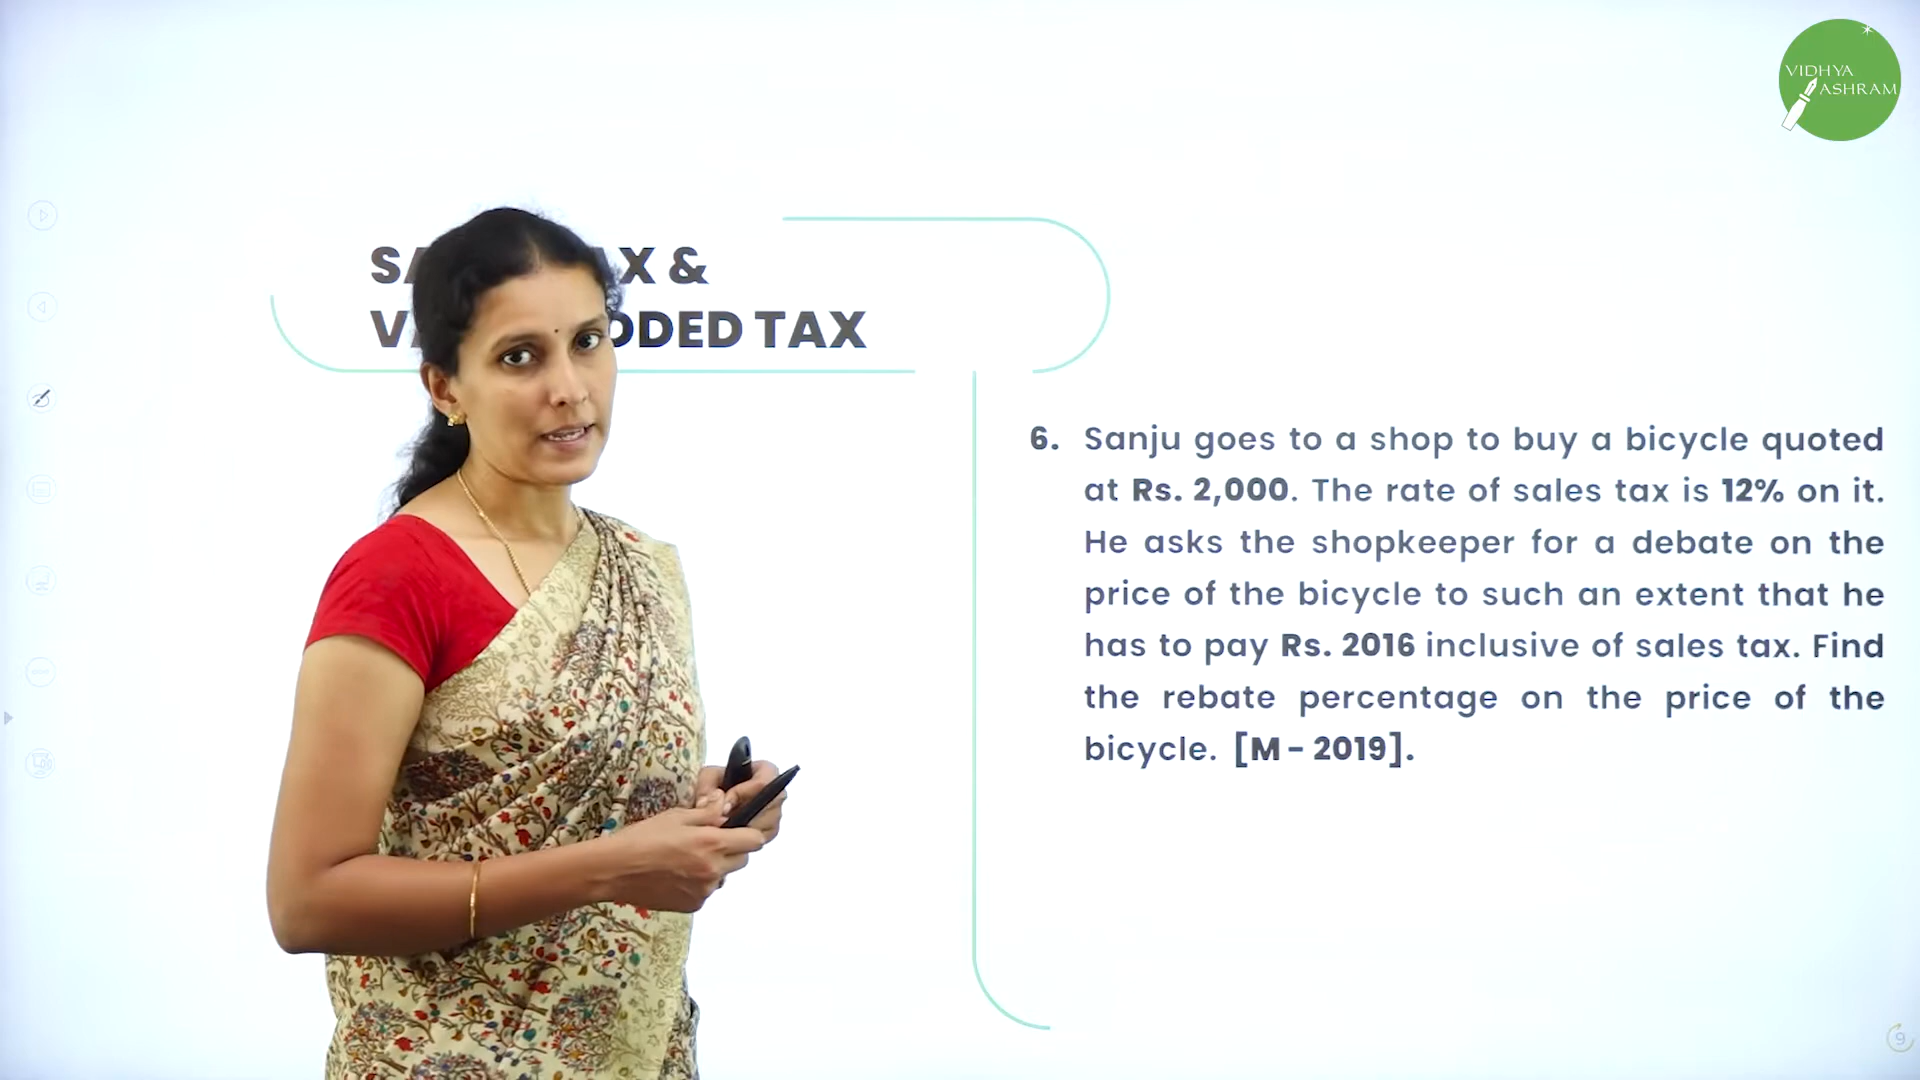 VIDHYA
ASHRAM
AX &
DDED TAX
6. Sanju goes to a shop to buy a bicycle quoted
at Rs. 2,000. The rate of sales tax is 12% on it.
He asks the shopkeeper for a debate on the
price of the bicycle to such an extent that he
has to pay Rs. 2016 inclusive of sales tax. Find
the rebate percentage on the price of the
bicycle. [M - 2019].
9